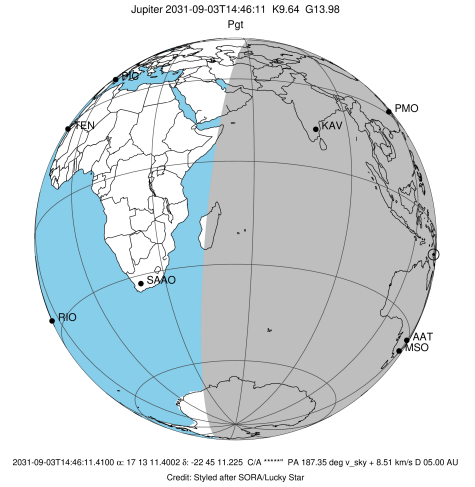 Jupiter 2031-09-03T14:46:11 K9.64 G13.98
Pgt
PIC
PMO
TEN
KAV
SAAO
RIO
AAT
MSO
2031-09-03T14:46:11.4100 α: 17 13 11.4002 δ: -22 45 11.225 C/A *****" PA 187.35 deg v_sky + 8.51 km/s D 05.00 AU
Credit: Styled after SORA/Lucky Star